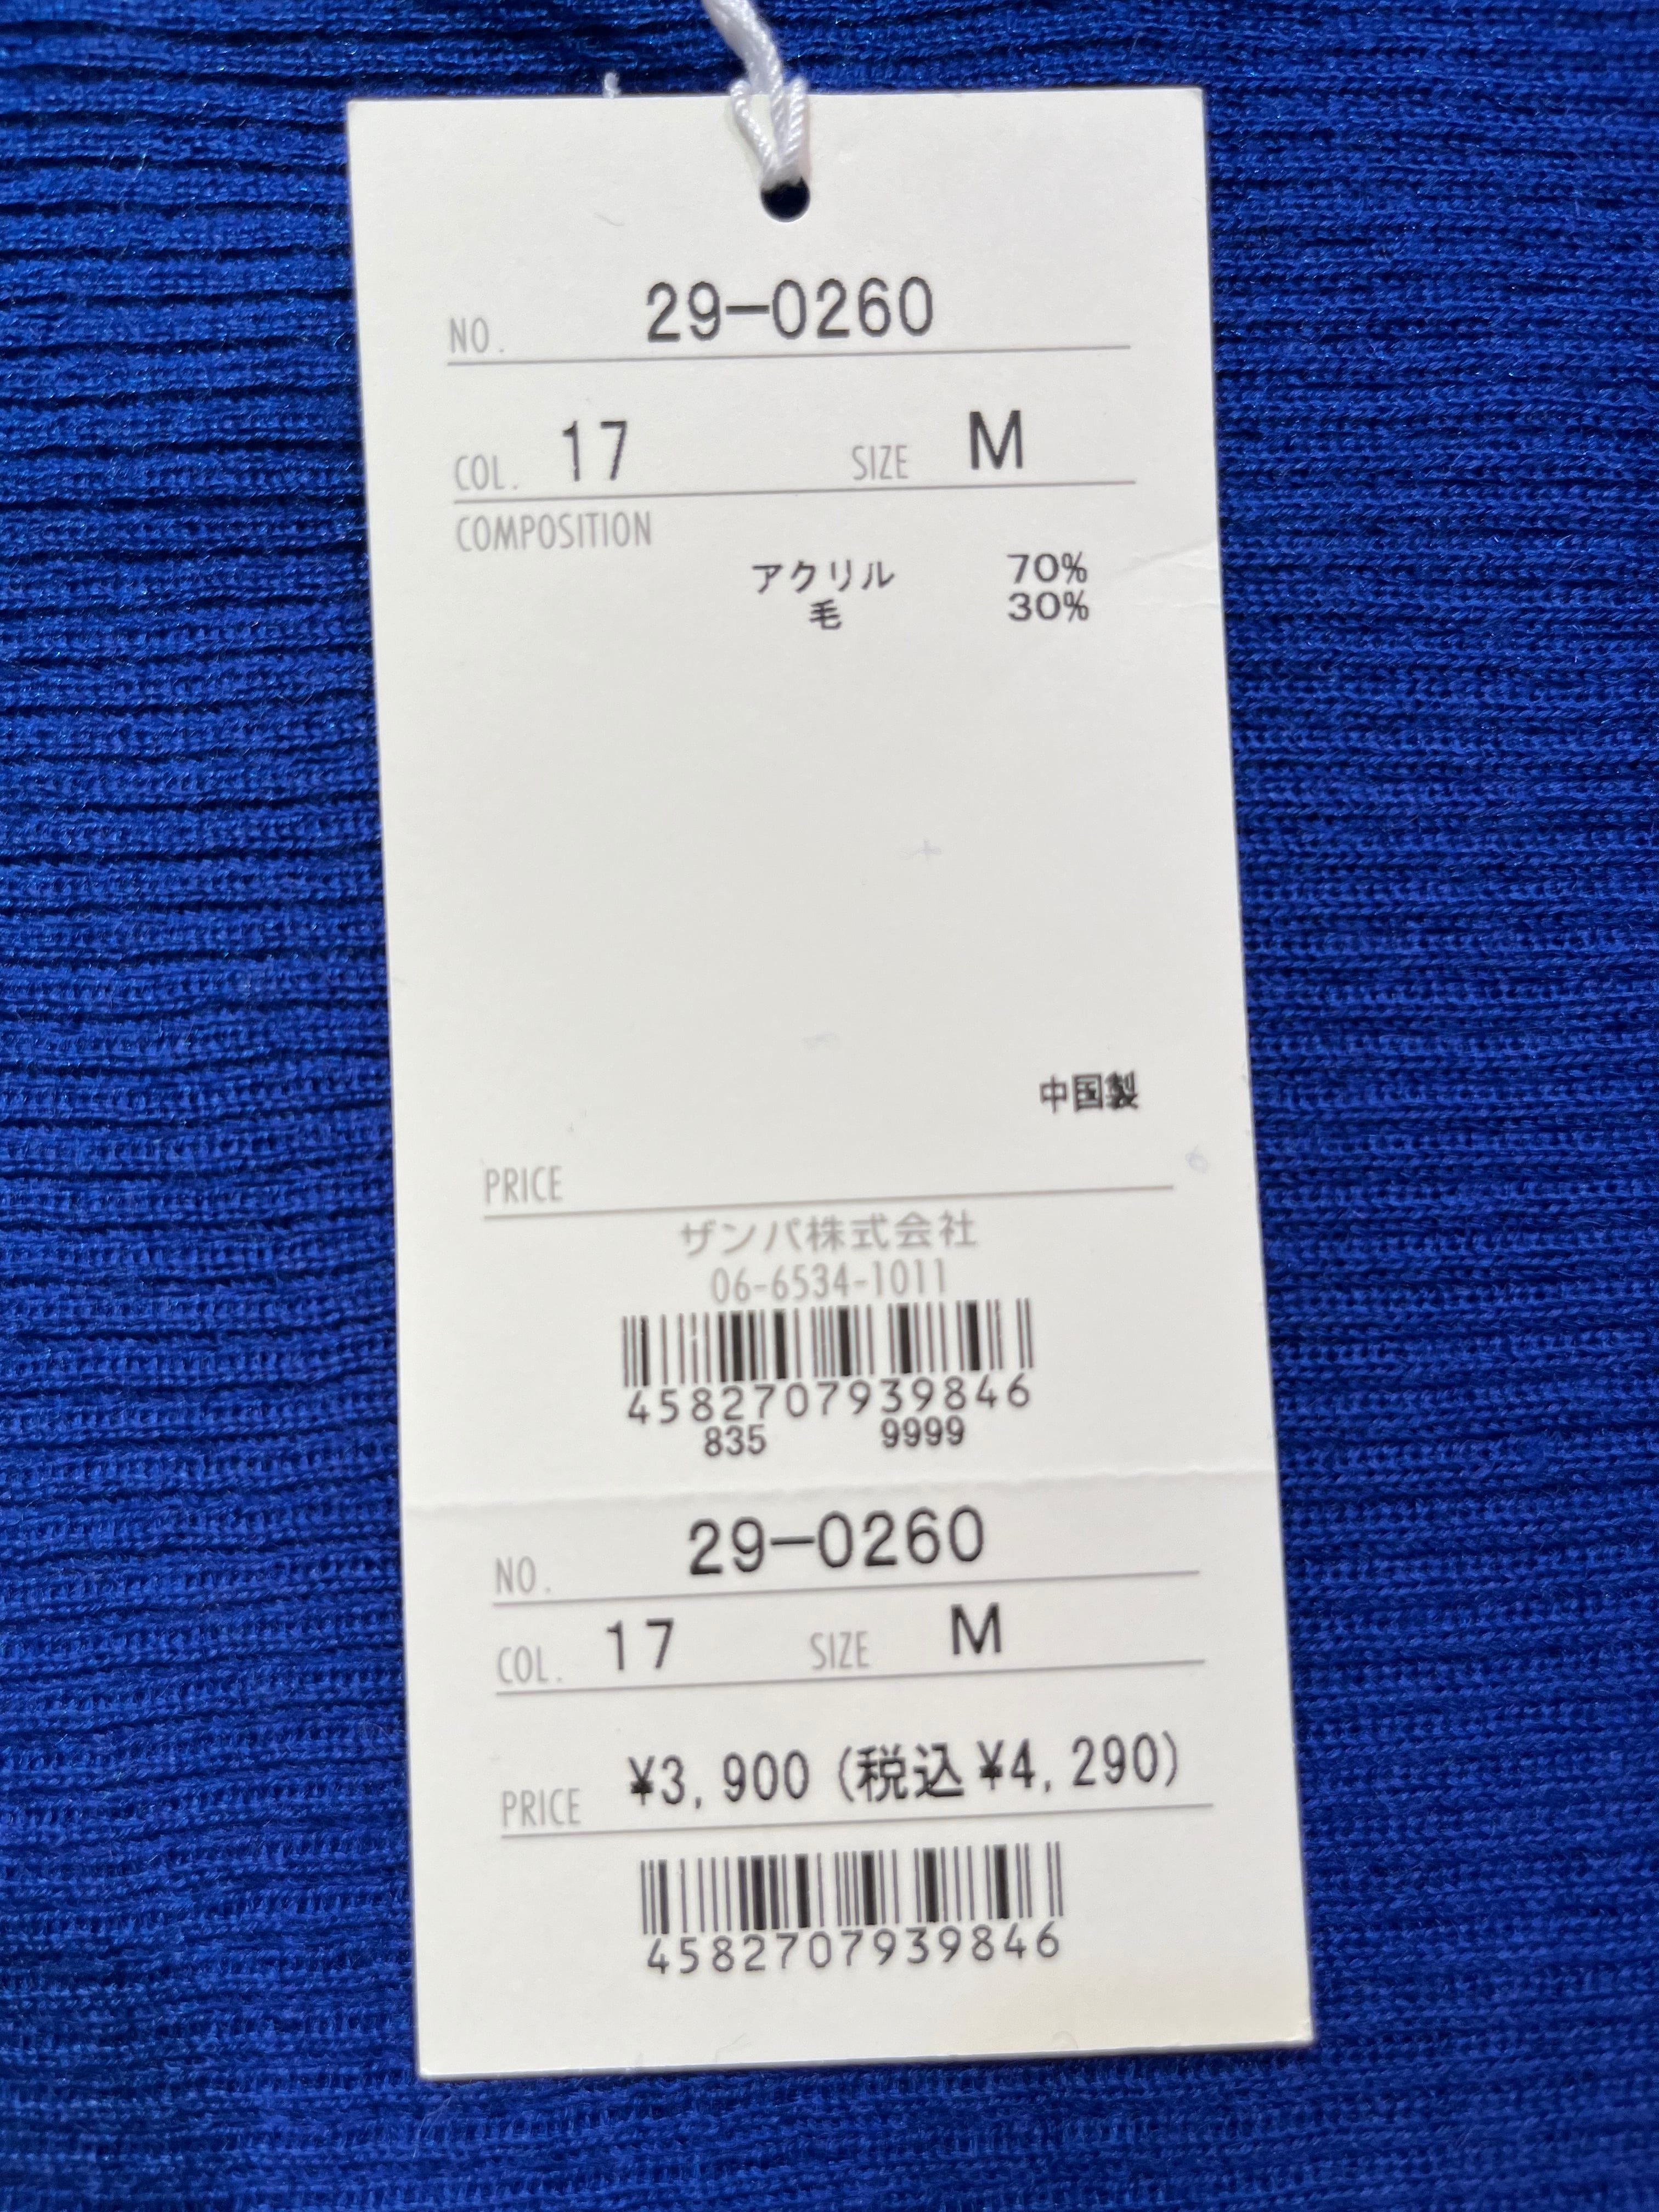 NO. 29-0260
COL. 17 SIZE M
COMPOSITION
アクリル 70%
毛 30%
中国製
PRICE
ザンパ株式会社
06-6534-1011
4582707939846
835 9999
NO. 29-0260
COL. 17 SIZE M
PRICE ¥3,900(税込¥4,290)
4582707939846